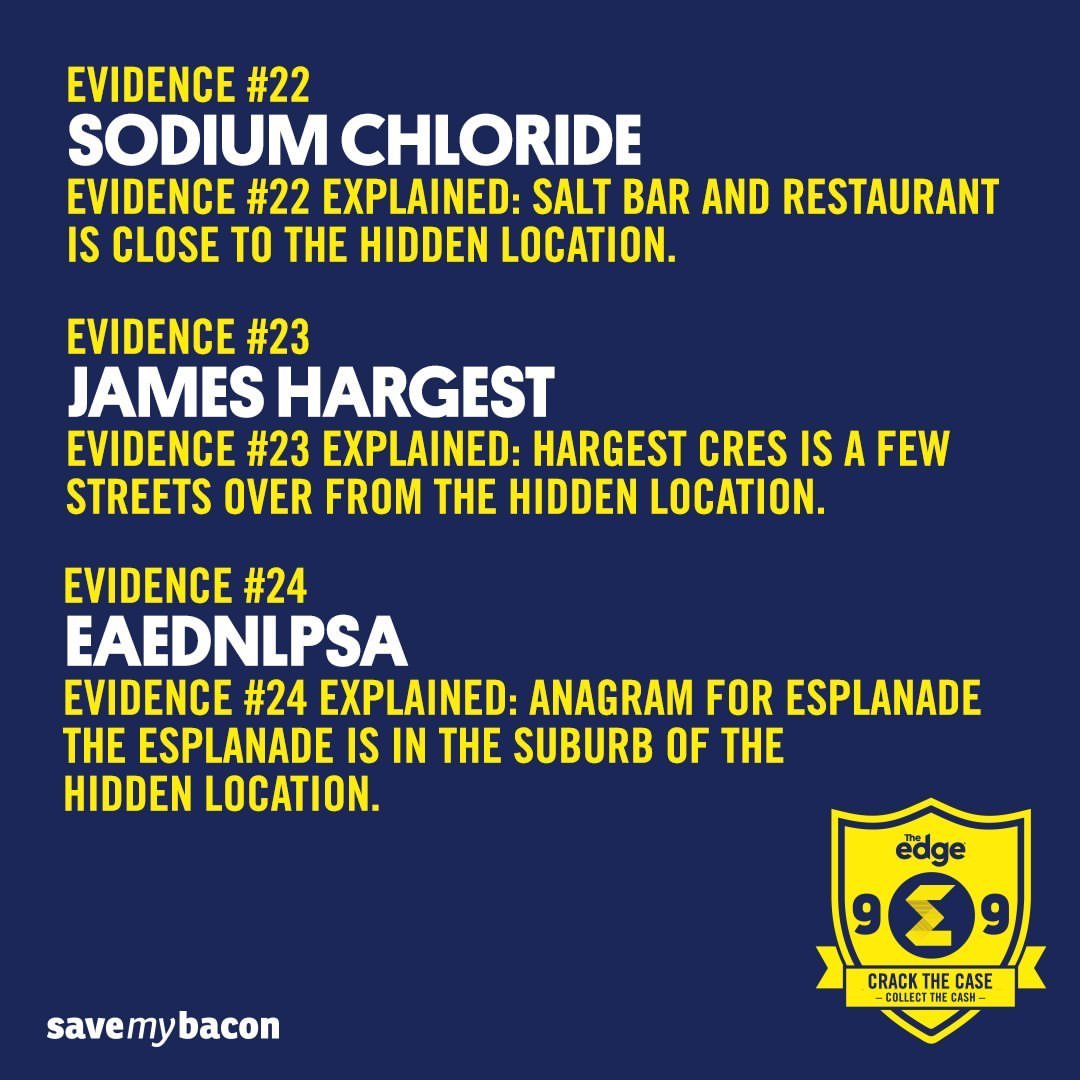 EVIDENCE #22
SODIUM CHLORIDE
EVIDENCE #22 EXPLAINED: SALT BAR AND RESTAURANT
IS CLOSE TO THE HIDDEN LOCATION.
EVIDENCE #23
JAMES HARGEST
EVIDENCE #23 EXPLAINED: HARGEST CRES IS A FEW
STREETS OVER FROM THE HIDDEN LOCATION.
EVIDENCE #24
EAEDNLPSA
EVIDENCE #24 EXPLAINED: ANAGRAM FOR ESPLANADE
THE ESPLANADE IS IN THE SUBURB OF THE
HIDDEN LOCATION.
The
edge
9 9
CRACK THE CASE
– COLLECT THE CASH –
savemybacon